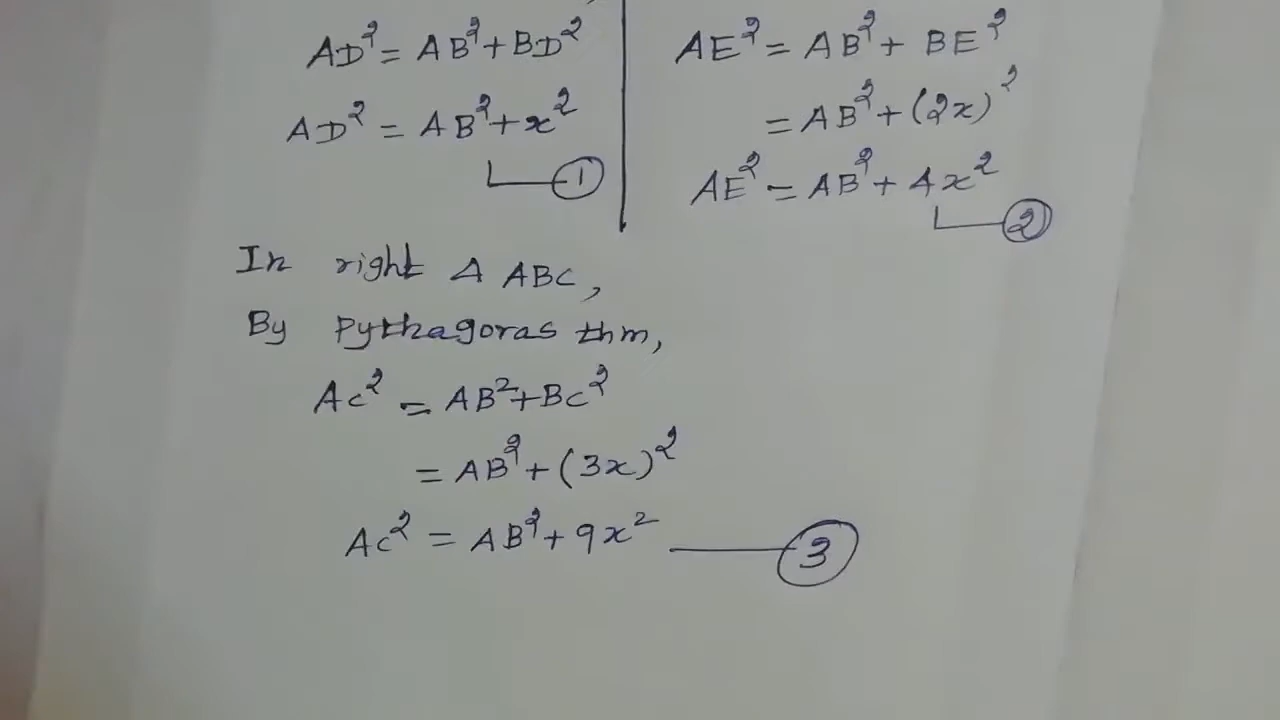 AD² = AB² + BD²
AD² = AB² + x²
1
AE² = AB² + BE²
= AB² + (2x)²
AE² = AB² + 4x²
2
In right Δ ABC,
By Pythagoras thm,
AC² = AB² + BC²
= AB² + (3x)²
AC² = AB² + 9x² — 3